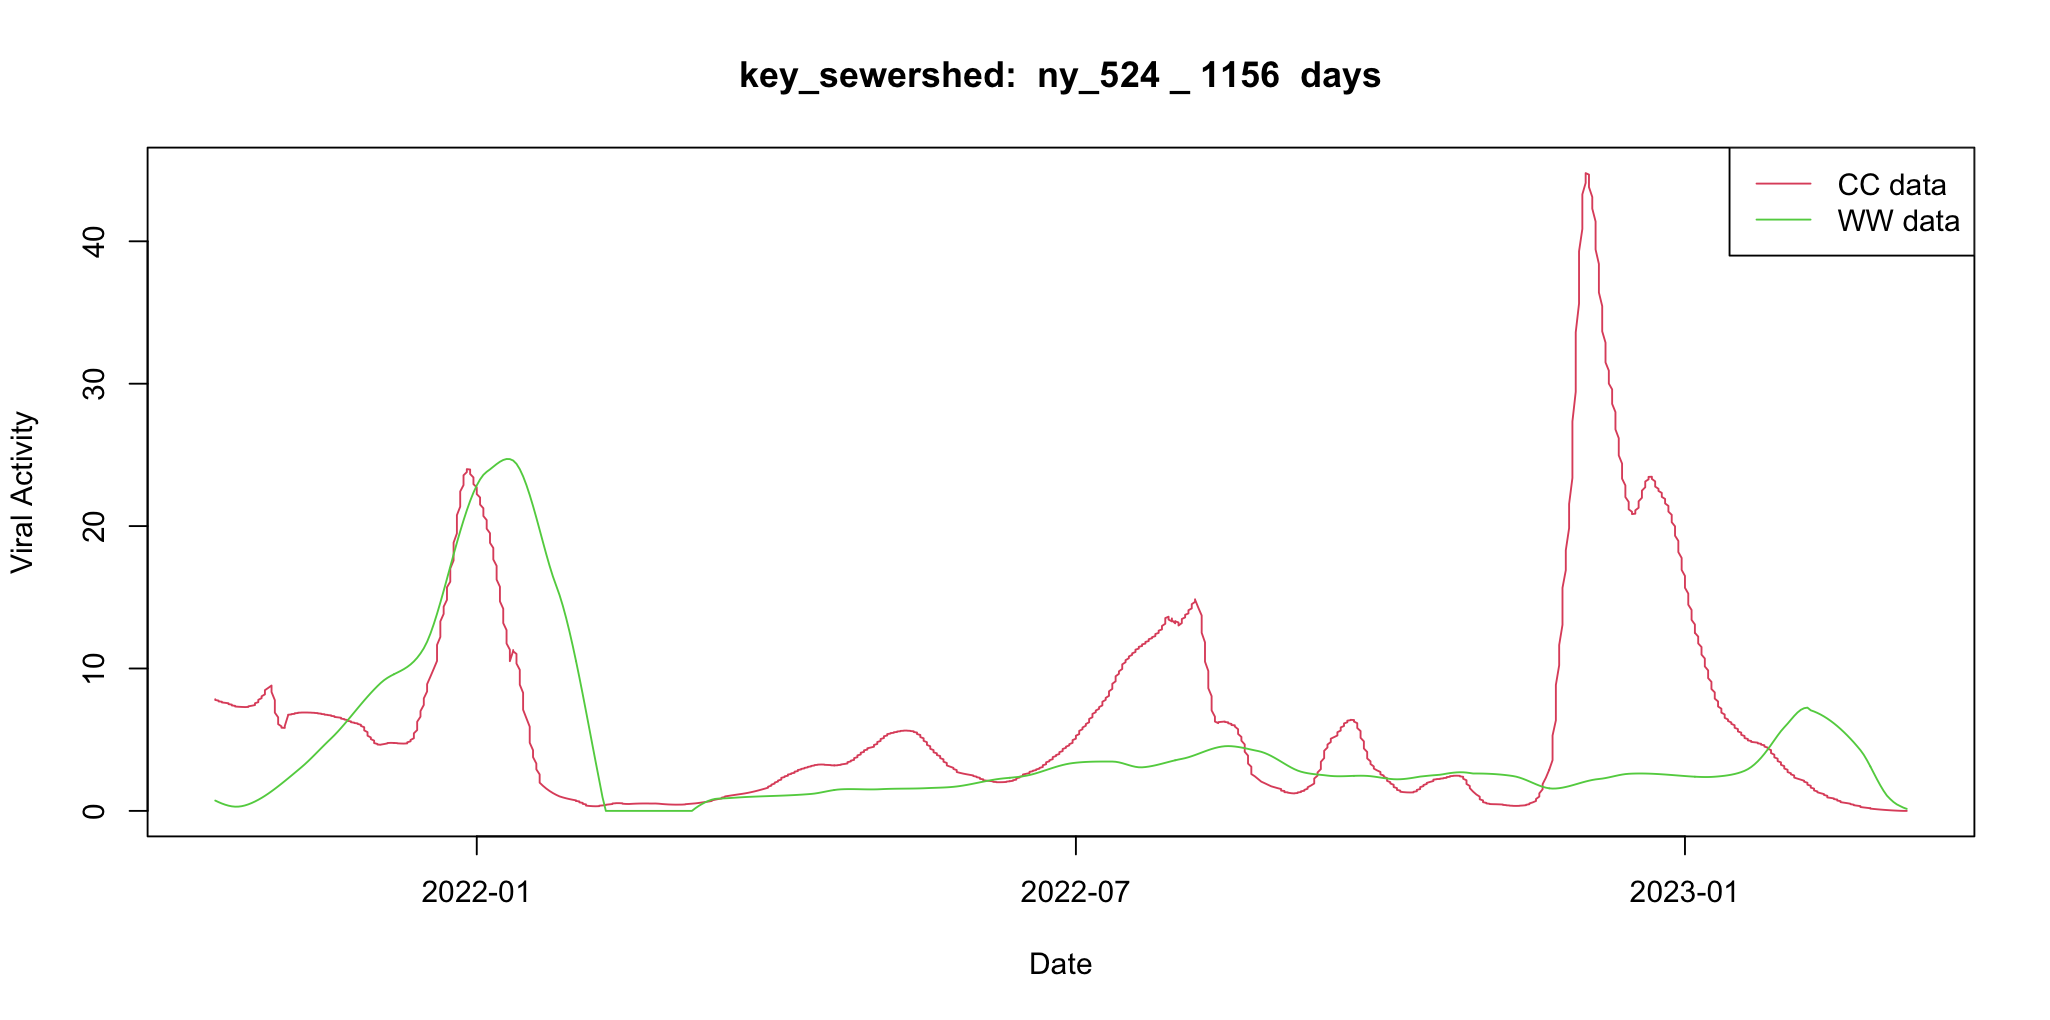 key_sewershed:  ny_524 _ 1156  days
CC data
WW data
Viral Activity
40
30
20
10
0
2022-01
2022-07
2023-01
Date